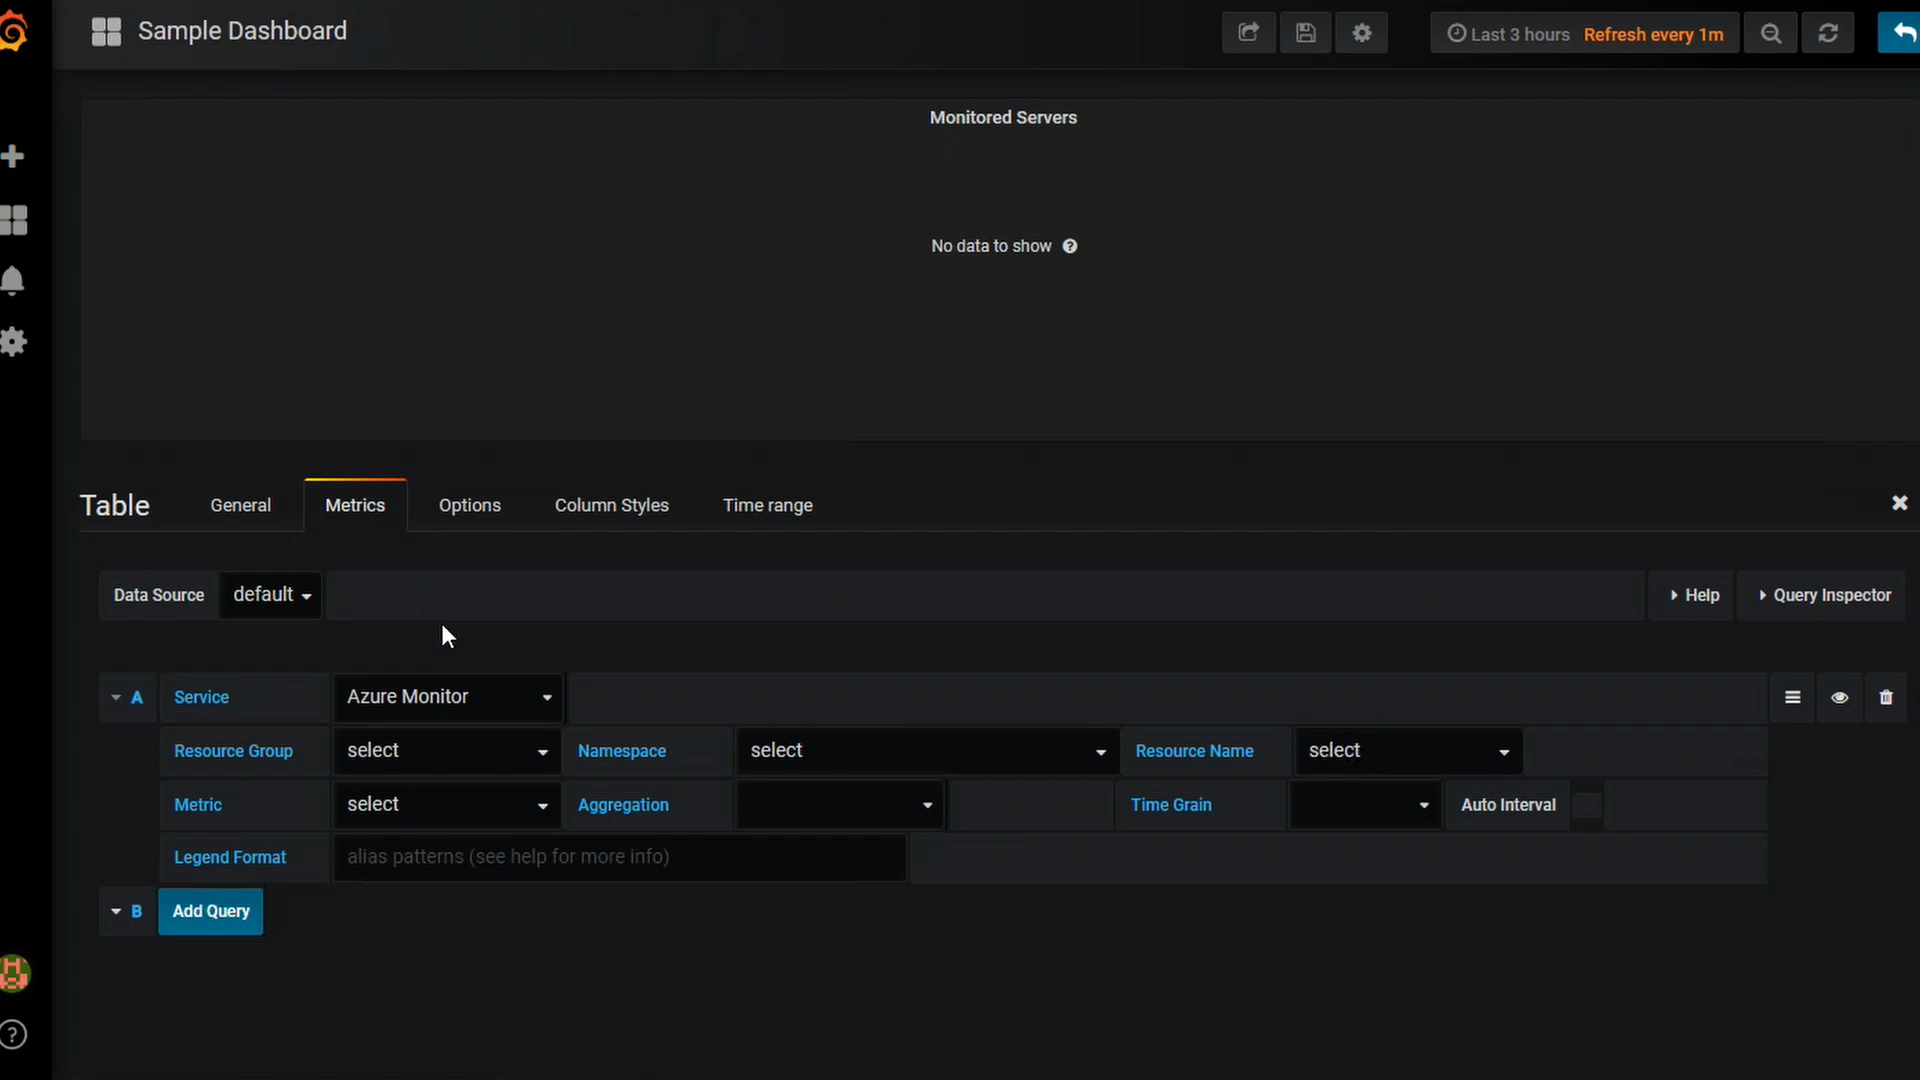 Sample Dashboard
Last 3 hours Refresh every 1m
Monitored Servers
No data to show ?
Table General Metrics Options Column Styles Time range
Data Source default Help Query Inspector
A Service Azure Monitor
Resource Group select Namespace select Resource Name select
Metric select Aggregation Time Grain Auto Interval
Legend Format alias patterns (see help for more info)
B Add Query
?